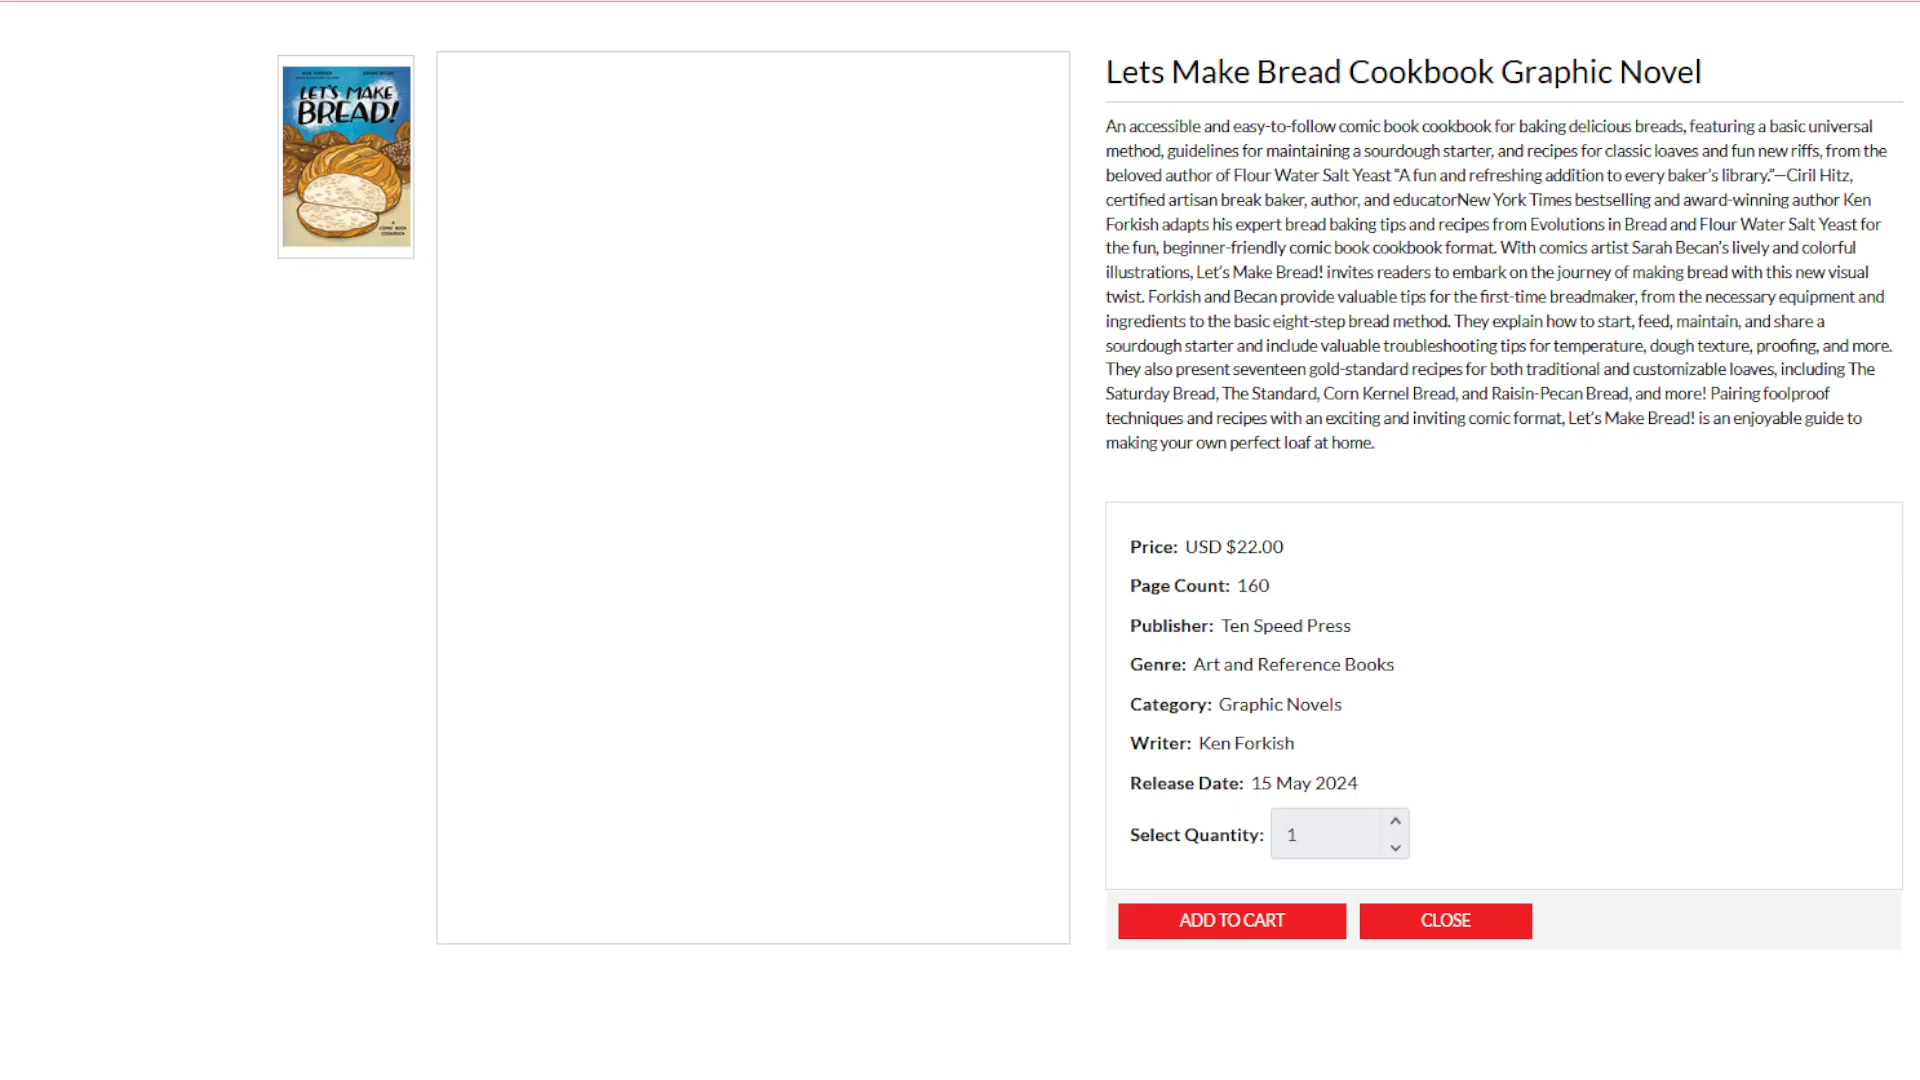 KEN FORKISH SARAH BECAN
LET'S MAKE
BREAD!
A
COMIC BOOK
COOKBOOK
Lets Make Bread Cookbook Graphic Novel
An accessible and easy-to-follow comic book cookbook for baking delicious breads, featuring a basic universal
method, guidelines for maintaining a sourdough starter, and recipes for classic loaves and fun new riffs, from the
beloved author of Flour Water Salt Yeast “A fun and refreshing addition to every baker’s library.”—Ciril Hitz,
certified artisan break baker, author, and educatorNew York Times bestselling and award-winning author Ken
Forkish adapts his expert bread baking tips and recipes from Evolutions in Bread and Flour Water Salt Yeast for
the fun, beginner-friendly comic book cookbook format. With comics artist Sarah Becan’s lively and colorful
illustrations, Let’s Make Bread! invites readers to embark on the journey of making bread with this new visual
twist. Forkish and Becan provide valuable tips for the first-time breadmaker, from the necessary equipment and
ingredients to the basic eight-step bread method. They explain how to start, feed, maintain, and share a
sourdough starter and include valuable troubleshooting tips for temperature, dough texture, proofing, and more.
They also present seventeen gold-standard recipes for both traditional and customizable loaves, including The
Saturday Bread, The Standard, Corn Kernel Bread, and Raisin-Pecan Bread, and more! Pairing foolproof
techniques and recipes with an exciting and inviting comic format, Let’s Make Bread! is an enjoyable guide to
making your own perfect loaf at home.
Price: USD $22.00
Page Count: 160
Publisher: Ten Speed Press
Genre: Art and Reference Books
Category: Graphic Novels
Writer: Ken Forkish
Release Date: 15 May 2024
Select Quantity: 1
ADD TO CART CLOSE